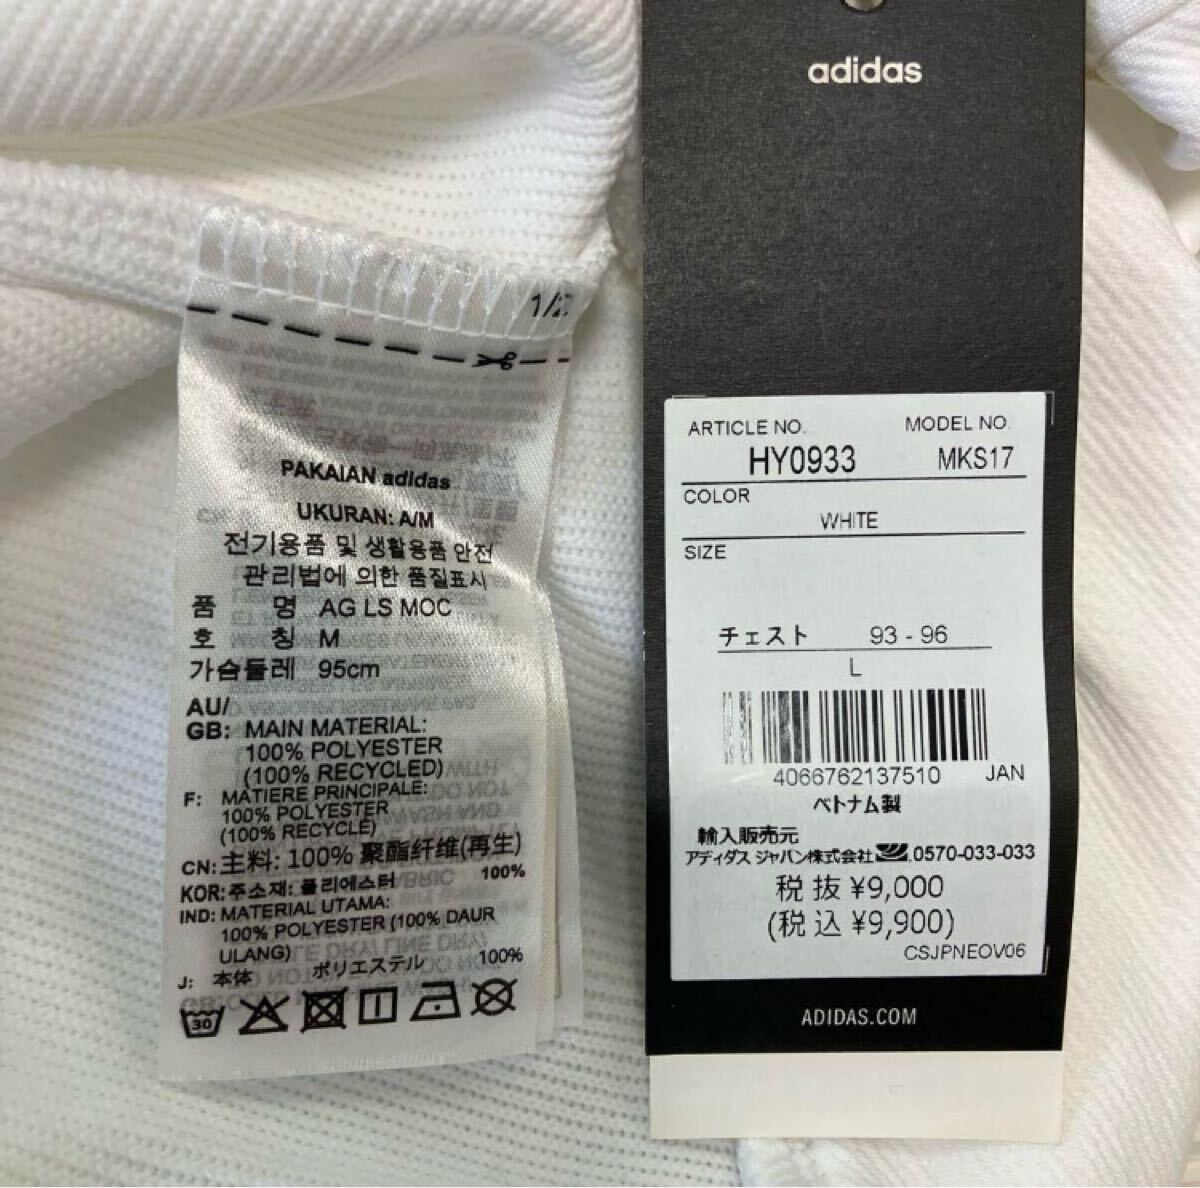 1/2
PAKAIAN adidas
UKURAN: A/M
전기용품 및 생활용품 안전
관리법에 의한 품질표시
품 명 AG LS MOC
호 칭 M
가슴둘레 95cm
AU/
GB: MAIN MATERIAL:
100% POLYESTER
(100% RECYCLED)
F: MATIERE PRINCIPALE:
100% POLYESTER
(100% RECYCLÉ)
CN: 主料: 100% 聚酯纤维(再生)
KOR: 주소재: 폴리에스터 100%
IND: MATERIAL UTAMA:
100% POLYESTER (100% DAUR
ULANG)
J: 本体 ポリエステル 100%
30
adidas
ARTICLE NO. MODEL NO.
HY0933 MKS17
COLOR
WHITE
SIZE
チェスト 93 - 96
L
4066762137510 JAN
ベトナム製
輸入販売元
アディダス ジャパン株式会社 0570-033-033
税 抜 ¥9,000
(税 込 ¥9,900)
CSJPNEOV06
ADIDAS.COM